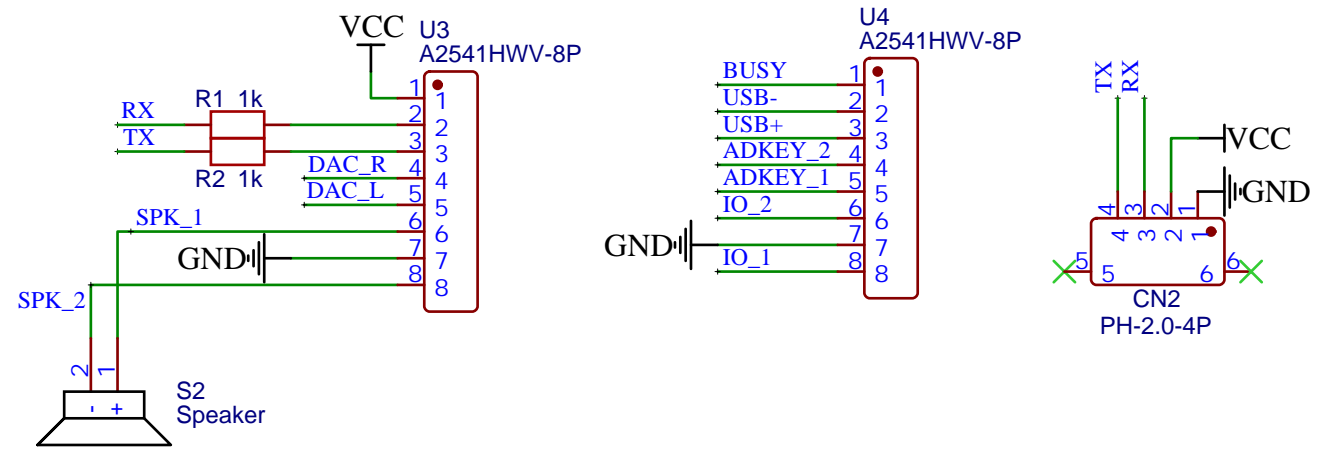 VCC
U3
A2541HWV-8P
1 1
R1 1k
RX
2 2
TX
3 3
R2 1k
DAC_R
4 4
DAC_L
5 5
SPK_1
6 6
GND
7 7
SPK_2
8 8
2 1
- +
S2
Speaker
U4
A2541HWV-8P
BUSY
1 1
USB-
2 2
USB+
3 3
ADKEY_2
4 4
ADKEY_1
5 5
IO_2
6 6
GND
7 7
IO_1
8 8
TX
RX
VCC
GND
4 3 2 1
4 3 2 1
5 5
6 6
CN2
PH-2.0-4P